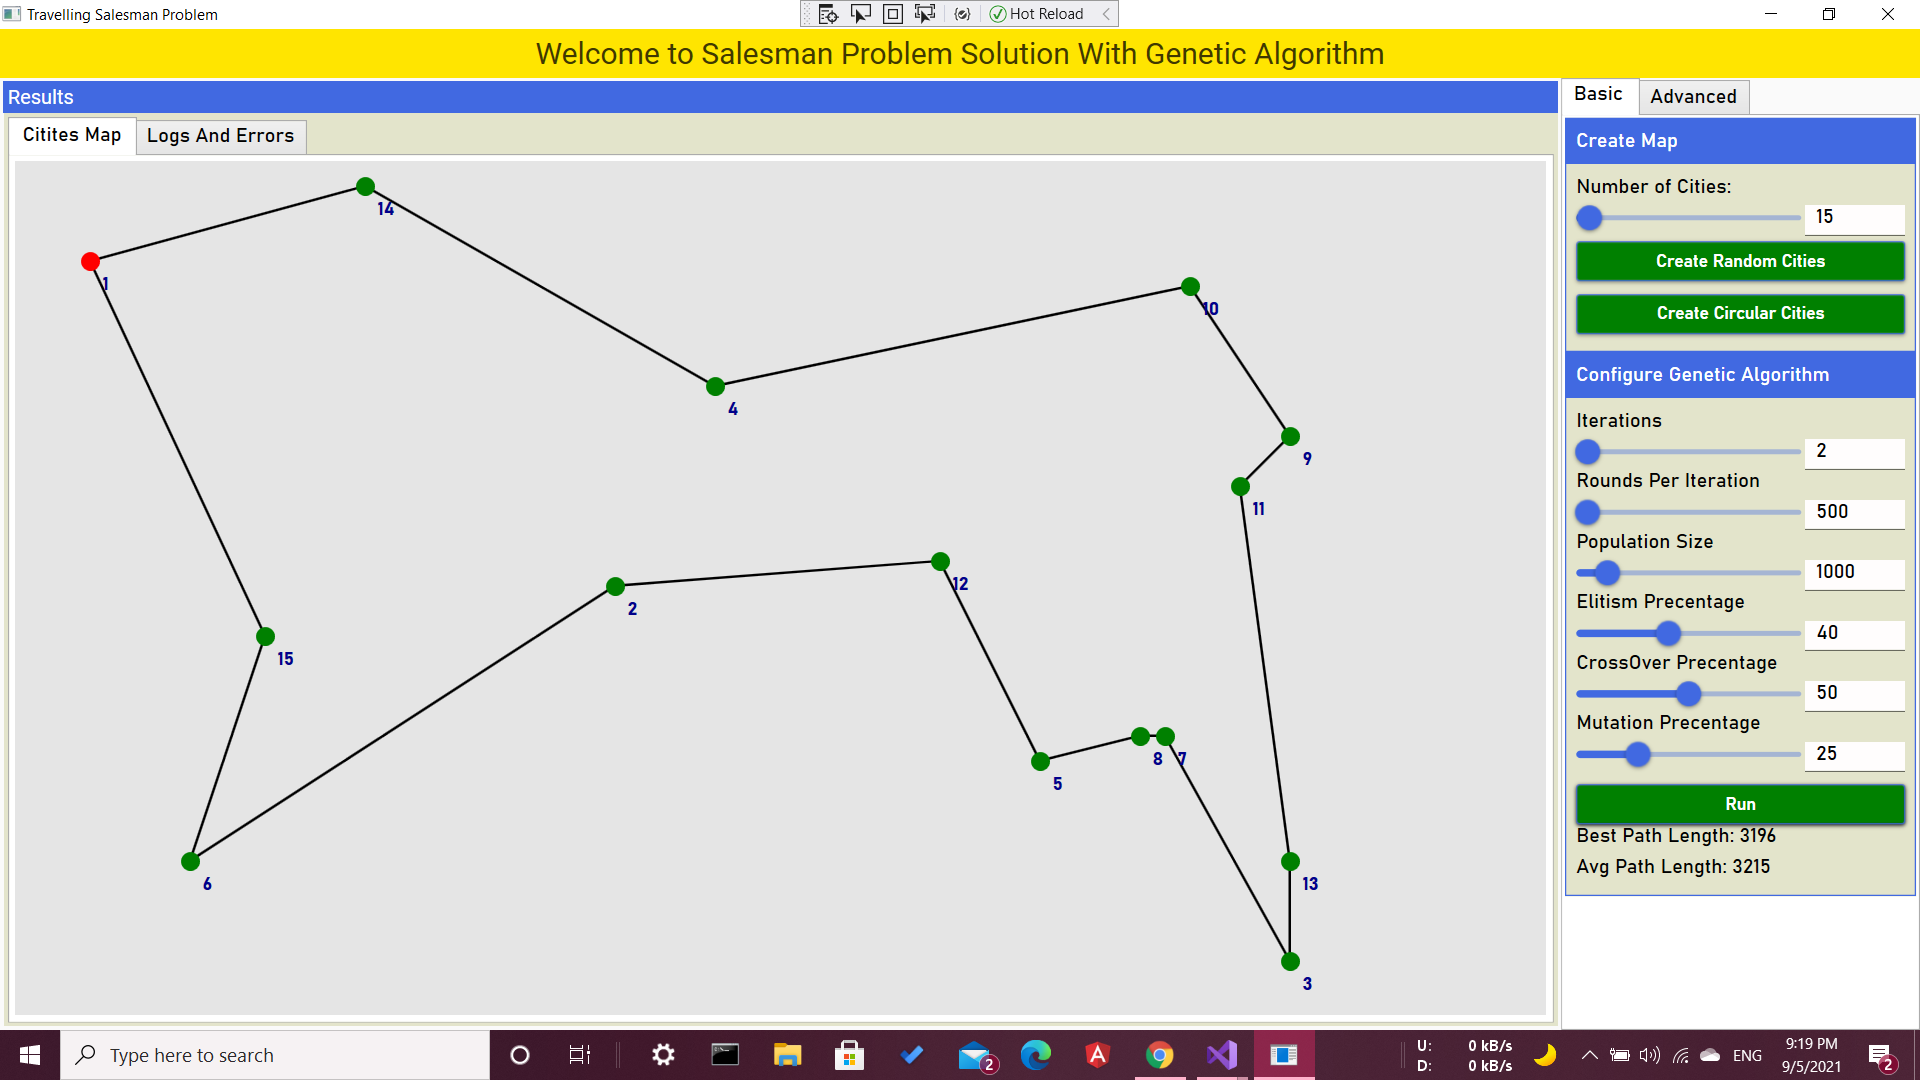 Travelling Salesman Problem
Hot Reload
Welcome to Salesman Problem Solution With Genetic Algorithm
Results
Citites Map
Logs And Errors
14
1
10
4
9
11
12
2
15
8
7
5
6
13
3
Basic
Advanced
Create Map
Number of Cities:
15
Create Random Cities
Create Circular Cities
Configure Genetic Algorithm
Iterations
2
Rounds Per Iteration
500
Population Size
1000
Elitism Precentage
40
CrossOver Precentage
50
Mutation Precentage
25
Run
Best Path Length: 3196
Avg Path Length: 3215
Type here to search
2
U: 0 kB/s
D: 0 kB/s
ENG
9:19 PM
9/5/2021
2